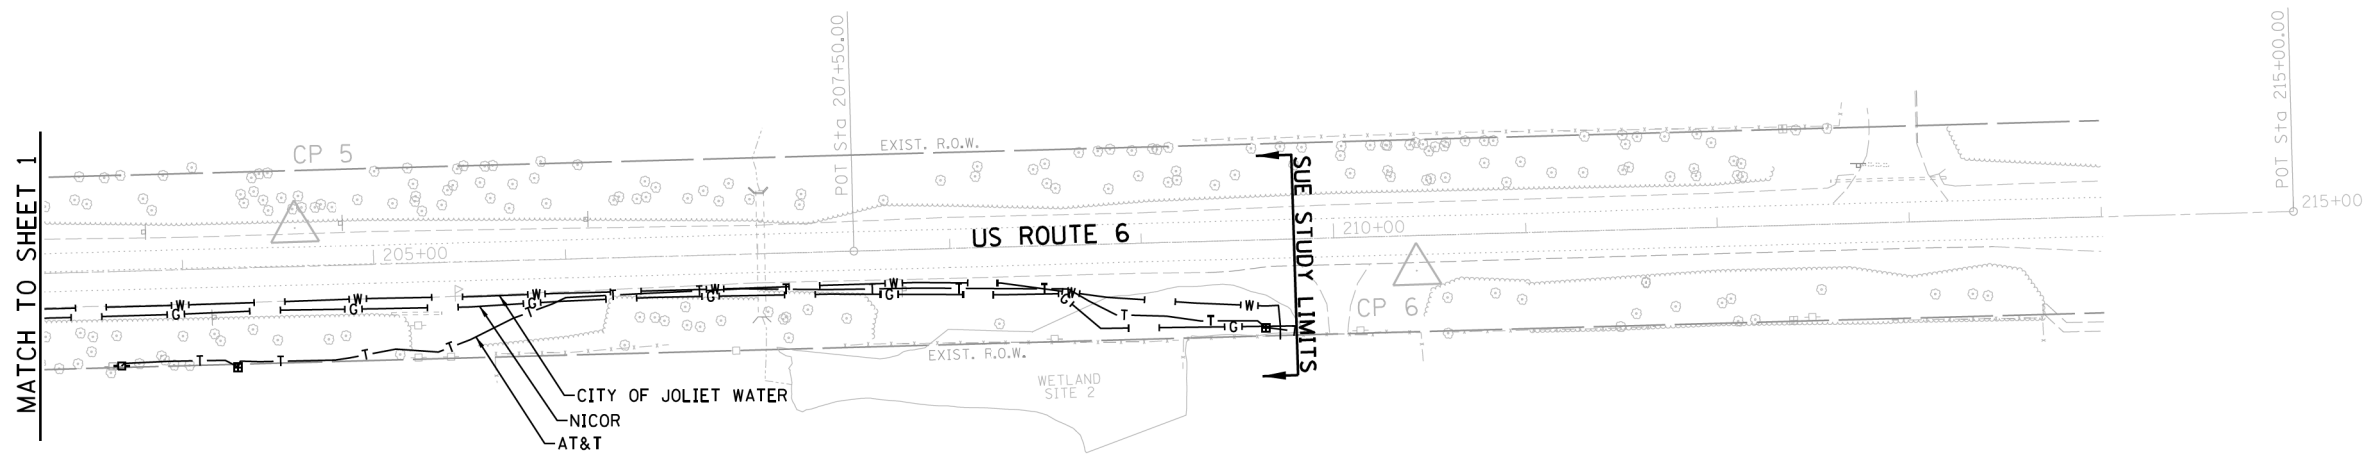 MATCH TO SHEET 1
CP 5
POT Sta 207+50.00
EXIST. R.O.W.
POT Sta 215+00.00
215+00
205+00
US ROUTE 6
210+00
SUE STUDY LIMITS
CP 6
W W W W W W W
G G G G G G G
T T T T T T T T T T T T
EXIST. R.O.W.
WETLAND
SITE 2
CITY OF JOLIET WATER
NICOR
AT&T